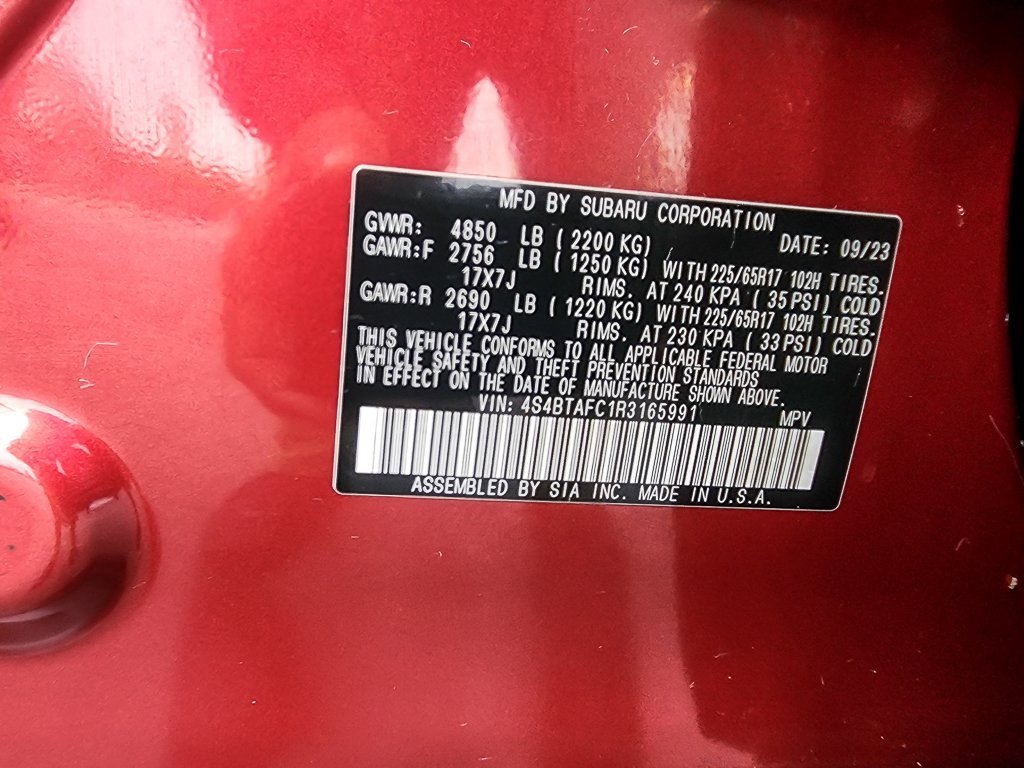 MFD BY SUBARU CORPORATION
GVWR: 4850 LB ( 2200 KG) DATE: 09/23
GAWR:F 2756 LB ( 1250 KG) WITH 225/65R17 102H TIRES.
17X7J RIMS. AT 240 KPA ( 35 PSI) COLD
GAWR:R 2690 LB ( 1220 KG) WITH 225/65R17 102H TIRES.
17X7J RIMS. AT 230 KPA ( 33 PSI) COLD
THIS VEHICLE CONFORMS TO ALL APPLICABLE FEDERAL MOTOR
VEHICLE SAFETY AND THEFT PREVENTION STANDARDS
IN EFFECT ON THE DATE OF MANUFACTURE SHOWN ABOVE.
VIN: 4S4BTAFC1R3165991 MPV
ASSEMBLED BY SIA INC. MADE IN U.S.A.